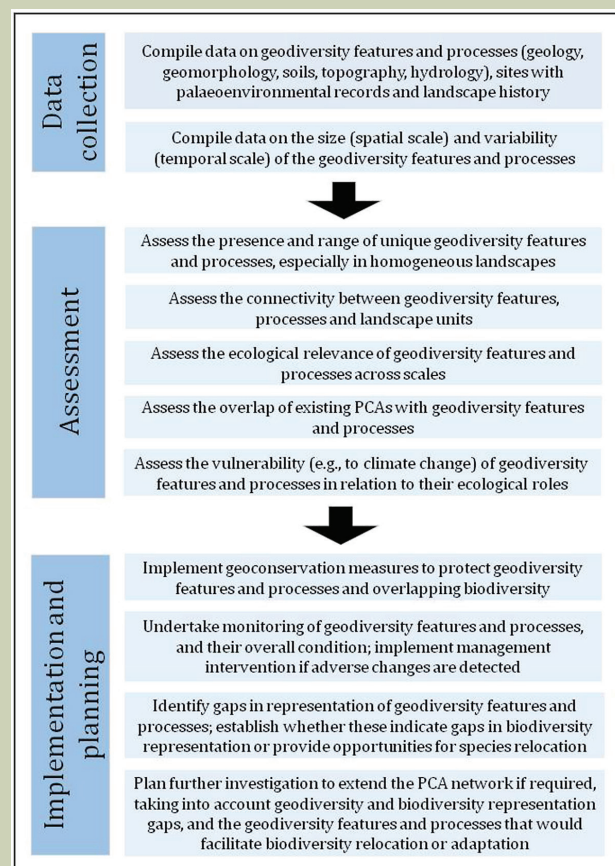 Data
collection
Compile data on geodiversity features and processes (geology,
geomorphology, soils, topography, hydrology), sites with
palaeoenvironmental records and landscape history
Compile data on the size (spatial scale) and variability
(temporal scale) of the geodiversity features and processes
Assessment
Assess the presence and range of unique geodiversity features
and processes, especially in homogeneous landscapes
Assess the connectivity between geodiversity features,
processes and landscape units
Assess the ecological relevance of geodiversity features and
processes across scales
Assess the overlap of existing PCAs with geodiversity features
and processes
Assess the vulnerability (e.g., to climate change) of geodiversity
features and processes in relation to their ecological roles
Implementation and
planning
Implement geoconservation measures to protect geodiversity
features and processes and overlapping biodiversity
Undertake monitoring of geodiversity features and processes,
and their overall condition; implement management
intervention if adverse changes are detected
Identify gaps in representation of geodiversity features and
processes; establish whether these indicate gaps in biodiversity
representation or provide opportunities for species relocation
Plan further investigation to extend the PCA network if required,
taking into account geodiversity and biodiversity representation
gaps, and the geodiversity features and processes that would
facilitate biodiversity relocation or adaptation